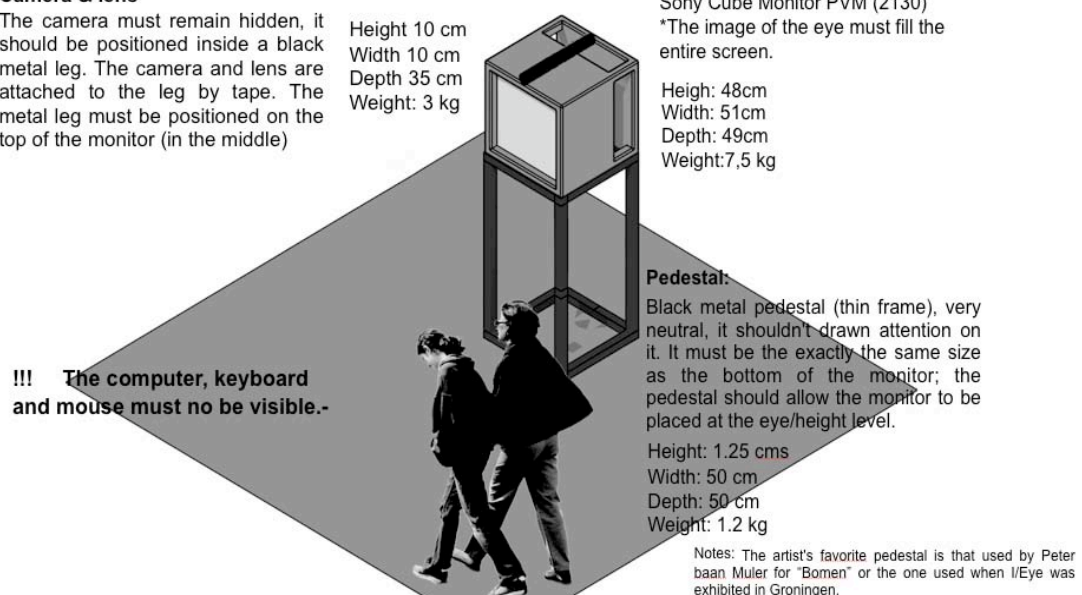 Camera & lens
The camera must remain hidden, it
should be positioned inside a black
metal leg. The camera and lens are
attached to the leg by tape. The
metal leg must be positioned on the
top of the monitor (in the middle)
Height 10 cm
Width 10 cm
Depth 35 cm
Weight: 3 kg
Sony Cube Monitor PVM (2130)
*The image of the eye must fill the
entire screen.
Heigh: 48cm
Width: 51cm
Depth: 49cm
Weight:7,5 kg
!!! The computer, keyboard
and mouse must no be visible.-
Pedestal:
Black metal pedestal (thin frame), very
neutral, it shouldn't drawn attention on
it. It must be the exactly the same size
as the bottom of the monitor; the
pedestal should allow the monitor to be
placed at the eye/height level.
Height: 1.25 cms
Width: 50 cm
Depth: 50 cm
Weight: 1.2 kg
Notes: The artist's favorite pedestal is that used by Peter
baan Muler for “Bomen” or the one used when I/Eye was
exhibited in Groningen.